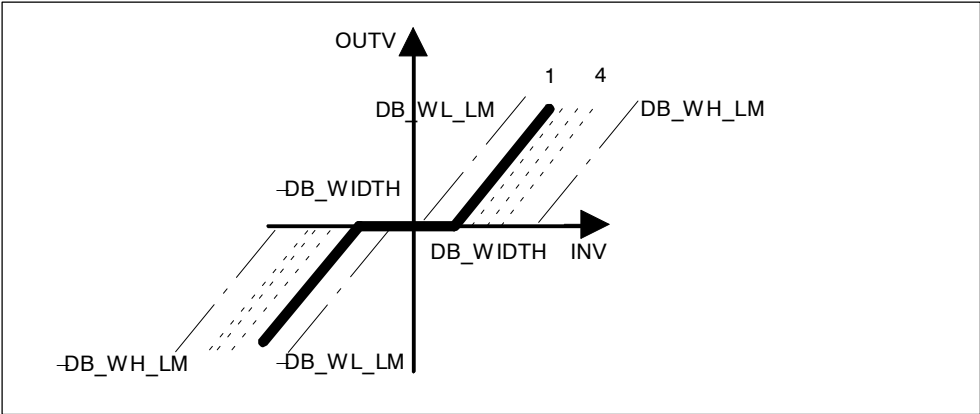 OUTV
1 4
DB_WL_LM
DB_WH_LM
–DB_WIDTH
DB_WIDTH
INV
–DB_WH_LM
–DB_WL_LM